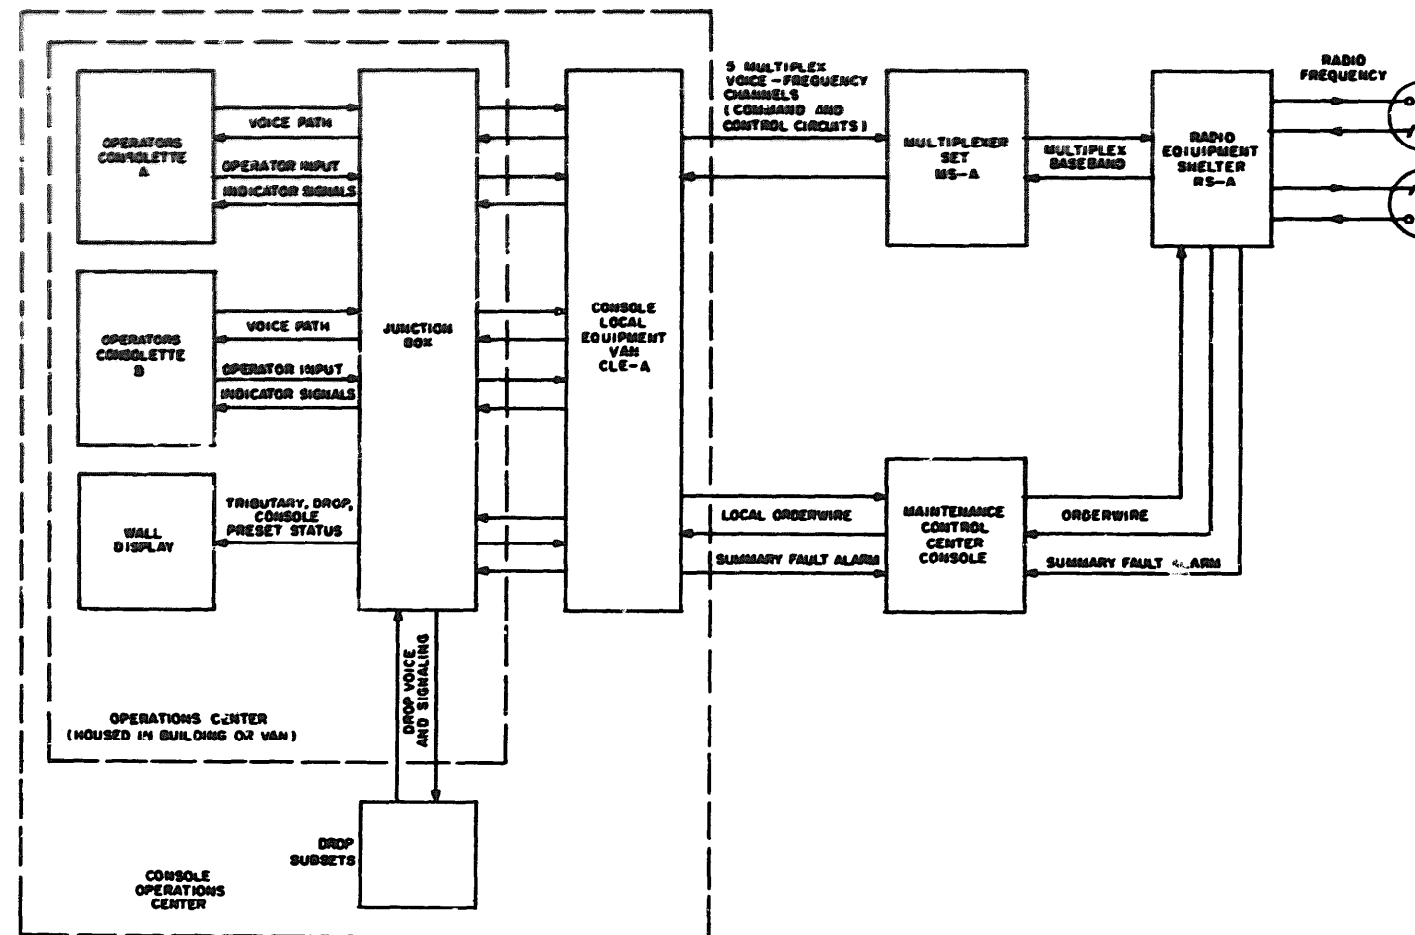 5 MULTIPLEX
VOICE-FREQUENCY
CHANNELS
(COMMAND AND
CONTROL CIRCUITS)
RADIO
FREQUENCY
OPERATORS
CONSOLETTE
A
VOICE PATH
OPERATOR INPUT
INDICATOR SIGNALS
MULTIPLEXER
SET
MS-A
MULTIPLEX
BASEBAND
RADIO
EQUIPMENT
SHELTER
RS-A
OPERATORS
CONSOLETTE
B
VOICE PATH
OPERATOR INPUT
INDICATOR SIGNALS
JUNCTION
BOX
CONSOLE
LOCAL
EQUIPMENT
VAN
CLE-A
WALL
DISPLAY
TRIBUTARY, DROP,
CONSOLE
PRESET STATUS
LOCAL ORDERWIRE
SUMMARY FAULT ALARM
MAINTENANCE
CONTROL
CENTER
CONSOLE
ORDERWIRE
SUMMARY FAULT ALARM
DROP VOICE
AND SIGNALING
OPERATIONS CENTER
(HOUSED IN BUILDING OR VAN)
DROP
SUBSETS
CONSOLE
OPERATIONS
CENTER